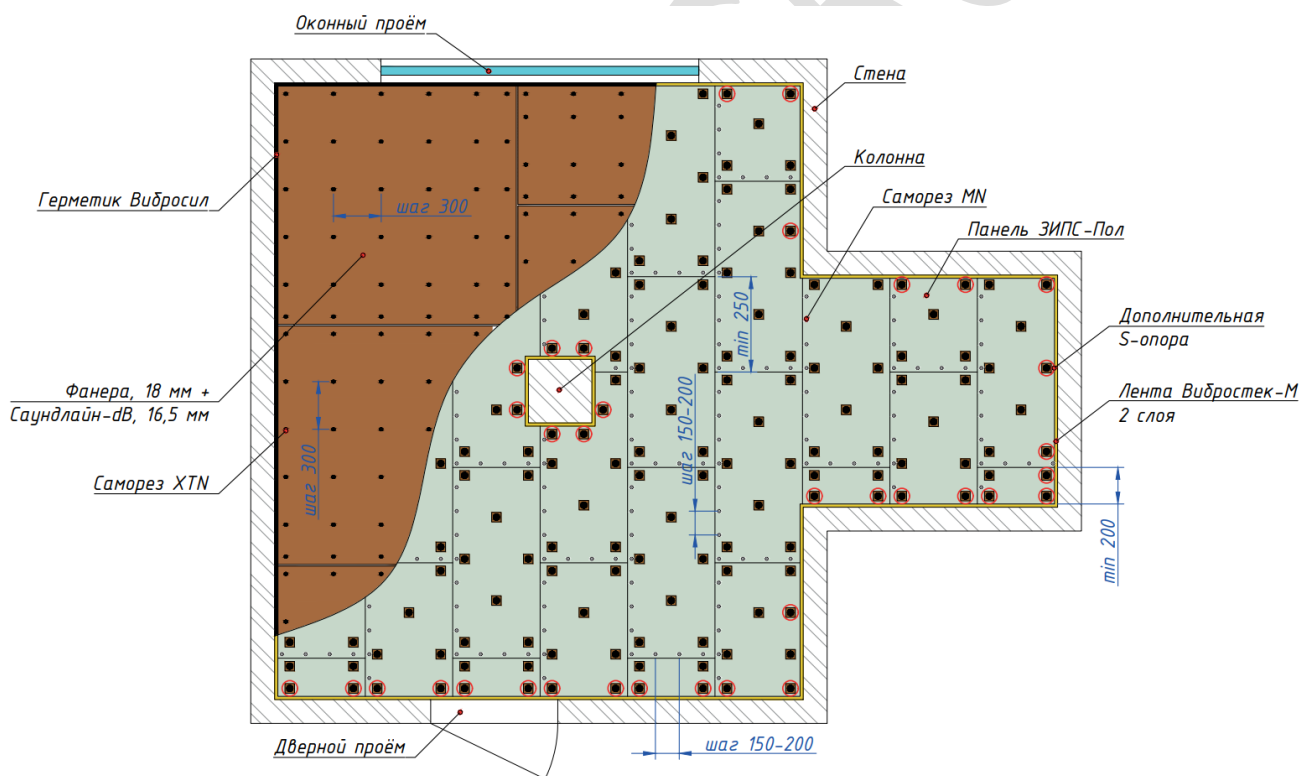 Оконный проём
Стена
Колонна
Герметик Вибросил
Саморез MN
шаг 300
Панель ЗИПС-Пол
min 250
Дополнительная
S-опора
Фанера, 18 мм +
Саундлайн-dB, 16,5 мм
Лента Вибростек-М
2 слоя
шаг 150-200
шаг 300
Саморез XTN
min 200
Дверной проём
шаг 150-200